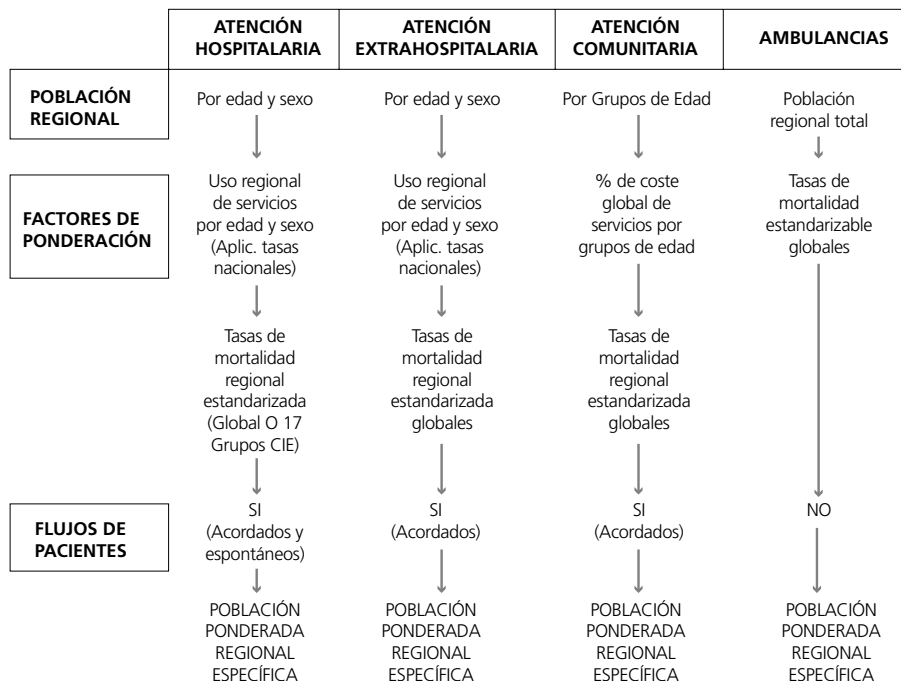 ATENCIÓN
HOSPITALARIA
ATENCIÓN
EXTRAHOSPITALARIA
ATENCIÓN
COMUNITARIA
AMBULANCIAS
POBLACIÓN
REGIONAL
Por edad y sexo
Por edad y sexo
Por Grupos de Edad
Población
regional total
FACTORES DE
PONDERACIÓN
Uso regional
de servicios
por edad y sexo
(Aplic. tasas
nacionales)
Uso regional
de servicios
por edad y sexo
(Aplic. tasas
nacionales)
% de coste
global de
servicios por
grupos de edad
Tasas de
mortalidad
estandarizable
globales
Tasas de
mortalidad
regional
estandarizada
(Global O 17
Grupos CIE)
Tasas de
mortalidad
regional
estandarizada
globales
Tasas de
mortalidad
regional
estandarizada
globales
FLUJOS DE
PACIENTES
SI
(Acordados y
espontáneos)
SI
(Acordados)
SI
(Acordados)
NO
POBLACIÓN
PONDERADA
REGIONAL
ESPECÍFICA
POBLACIÓN
PONDERADA
REGIONAL
ESPECÍFICA
POBLACIÓN
PONDERADA
REGIONAL
ESPECÍFICA
POBLACIÓN
PONDERADA
REGIONAL
ESPECÍFICA